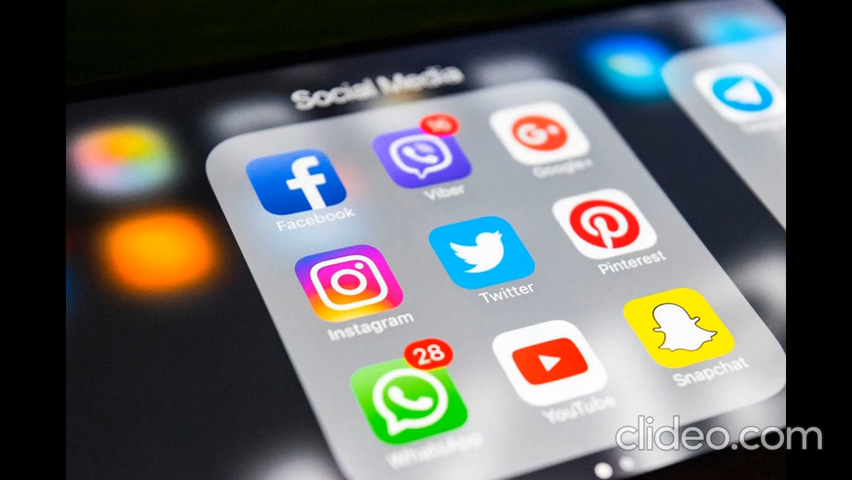 Social Media
16
Facebook
Viber
G+
Google+
Instagram
Twitter
Pinterest
28
WhatsApp
YouTube
Snapchat
clideo.com